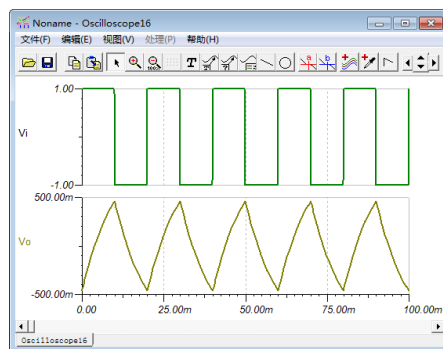 Noname - Oscilloscope16
文件(F) 编辑(E) 视图(V) 处理(P) 帮助(H)
100%
T
a b
1.00
Vi
-1.00
500.00m
Vo
-500.00m
0.00 25.00m 50.00m 75.00m 100.00m
Oscilloscope16